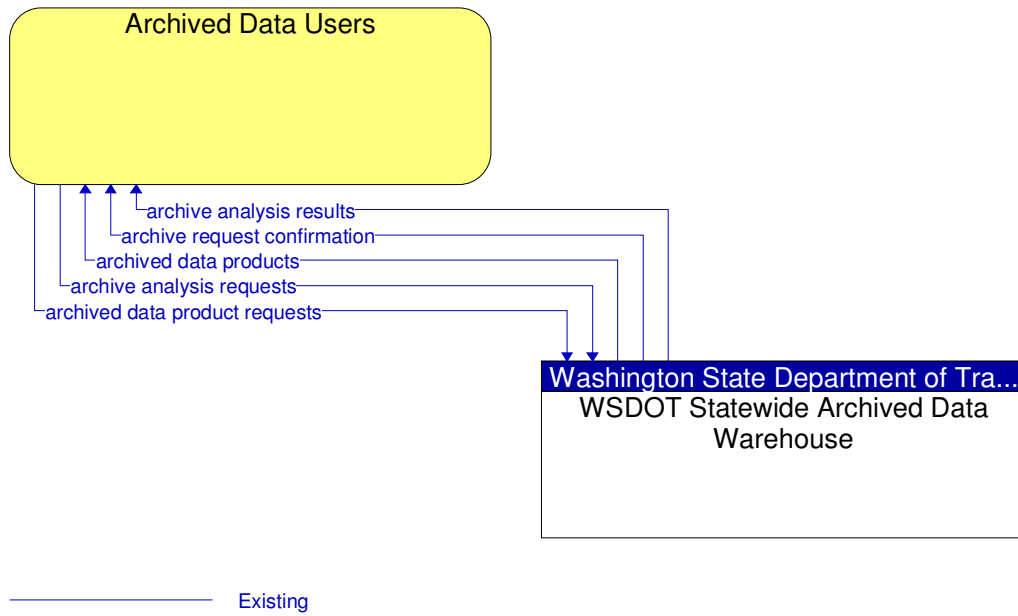 Archived Data Users
archive analysis results
archive request confirmation
archived data products
archive analysis requests
archived data product requests
Washington State Department of Tra...
WSDOT Statewide Archived Data
Warehouse
Existing